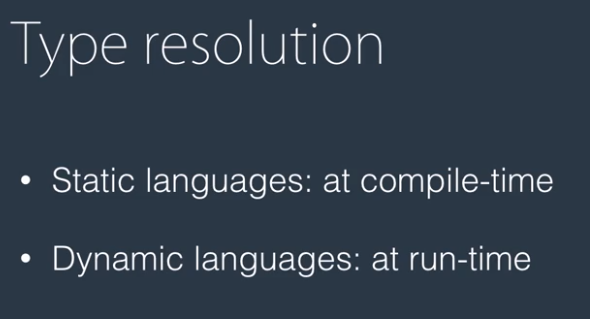 Type resolution
• Static languages: at compile-time
• Dynamic languages: at run-time